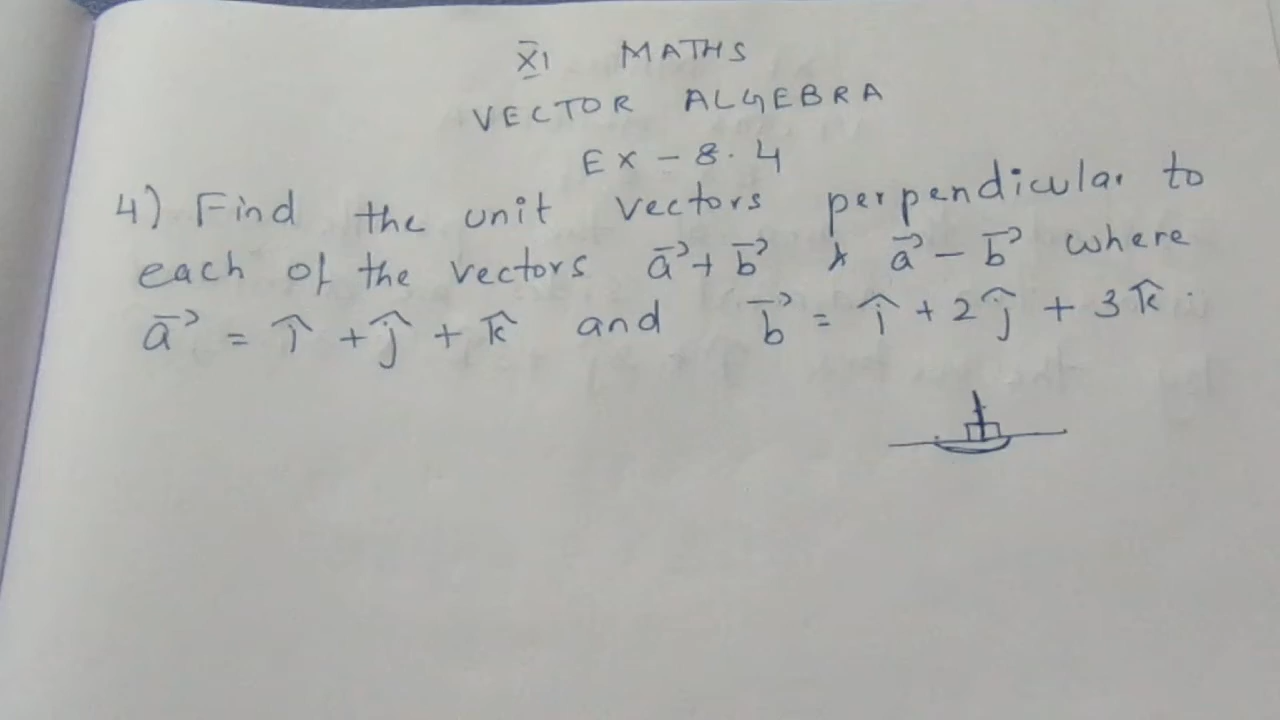 XI MATHS
VECTOR ALGEBRA
EX - 8.4
4) Find the unit vectors perpendicular to
each of the vectors a⃗ + b⃗ & a⃗ - b⃗ where
a⃗ = î + ĵ + k̂ and b⃗ = î + 2ĵ + 3k̂.